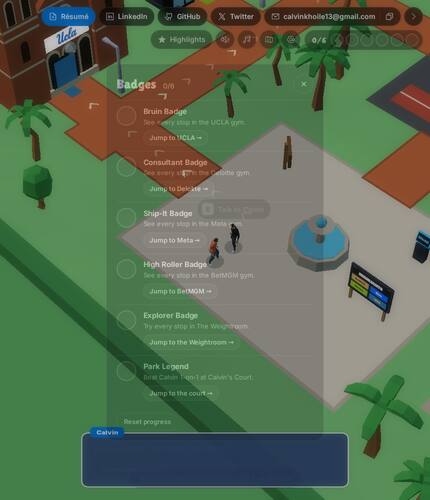 Résumé
LinkedIn
GitHub
Twitter
calvinkholle13@gmail.com
Highlights
0/6
Ucla
Badges 0/6
×
Bruin Badge
See every stop in the UCLA gym.
Jump to UCLA →
Consultant Badge
See every stop in the Deloitte gym.
Jump to Deloitte →
Ship-It Badge
See every stop in the Meta gym.
Jump to Meta →
High Roller Badge
See every stop in the BetMGM gym.
Jump to BetMGM →
Explorer Badge
Try every stop in The Weightroom.
Jump to the Weightroom →
Park Legend
Beat Calvin 1-on-1 at Calvin's Court.
Jump to the court →
Reset progress
Calvin